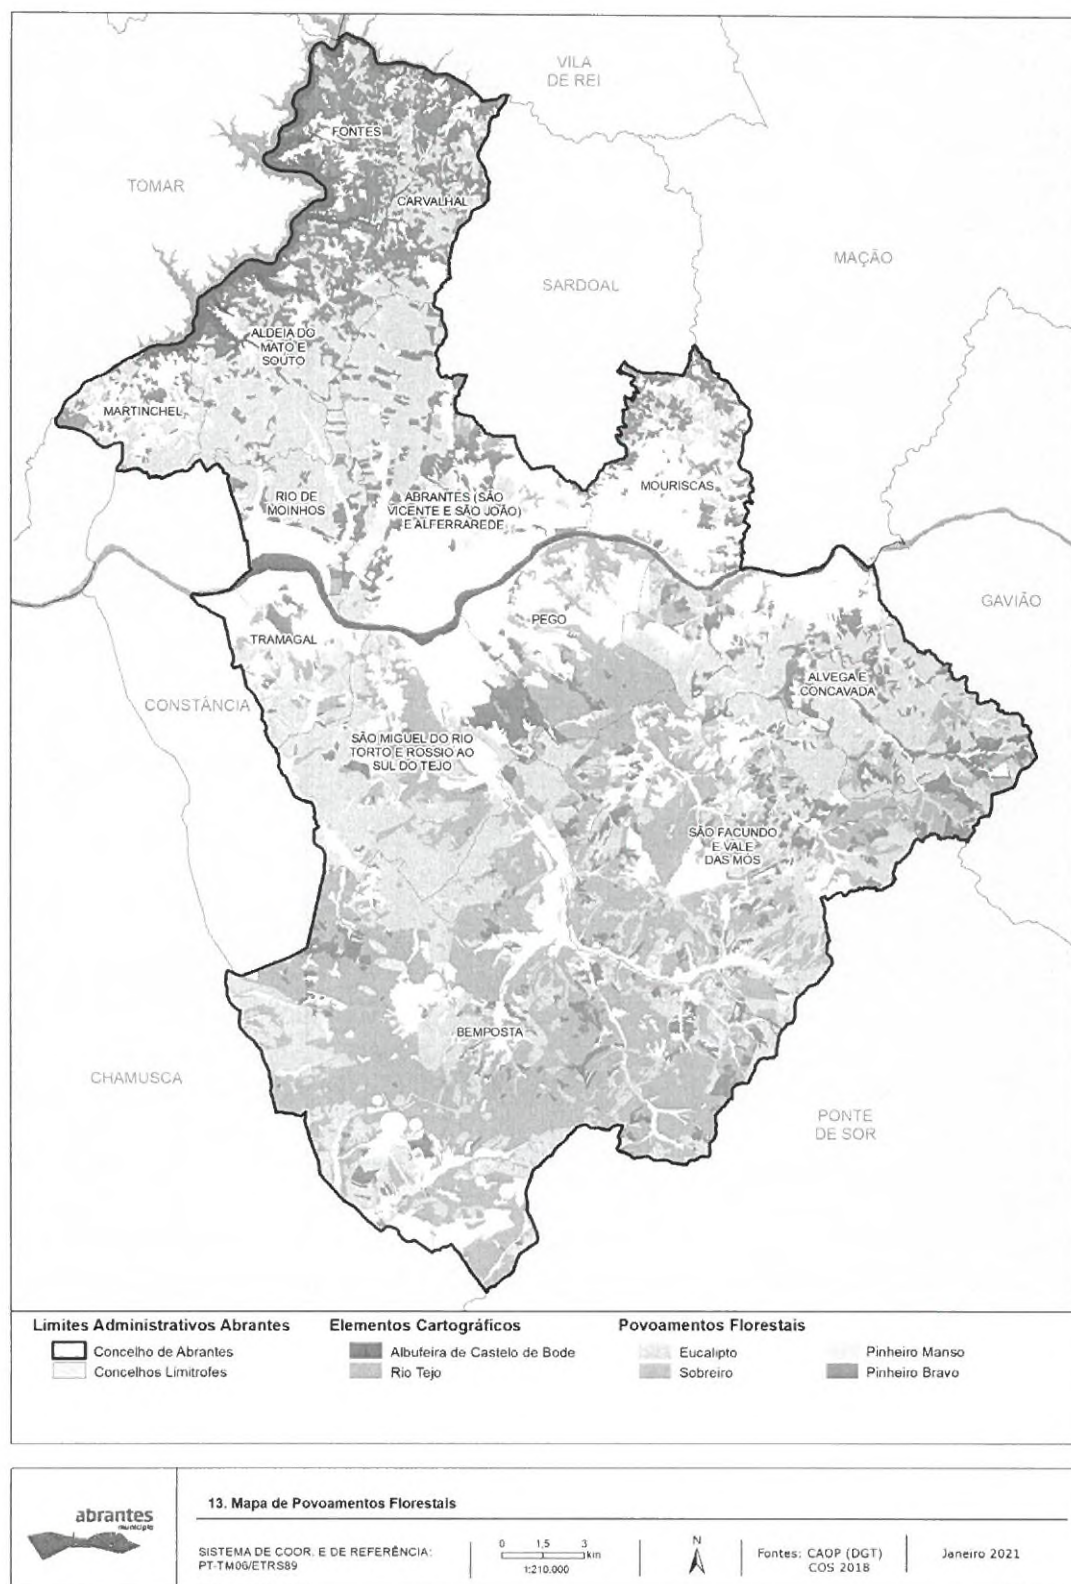 VILA
DE REI
FONTES
TOMAR
CARVALHAL
MAÇÃO
SARDOAL
ALDEIA DO
MATO E
SOUTO
MARTINCHEL
MOURISCAS
RIO DE
MOINHOS
ABRANTES (SÃO
VICENTE E SÃO JOÃO)
E ALFERRAREDE
GAVIÃO
PEGO
TRAMAGAL
ALVEGA E
CONCAVADA
CONSTÂNCIA
SÃO MIGUEL DO RIO
TORTO E ROSSIO AO
SUL DO TEJO
SÃO FACUNDO
E VALE
DAS MÓS
BEMPOSTA
CHAMUSCA
PONTE
DE SOR
Limites Administrativos Abrantes
Concelho de Abrantes
Concelhos Límitrofes
Elementos Cartográficos
Albufeira de Castelo de Bode
Rio Tejo
Povoamentos Florestais
Eucalipto
Sobreiro
Pinheiro Manso
Pinheiro Bravo
abrantes
município
13. Mapa de Povoamentos Florestais
SISTEMA DE COOR. E DE REFERÊNCIA:
PT-TM06/ETRS89
0 1,5 3
km
1:210.000
N
Fontes: CAOP (DGT)
COS 2018
Janeiro 2021